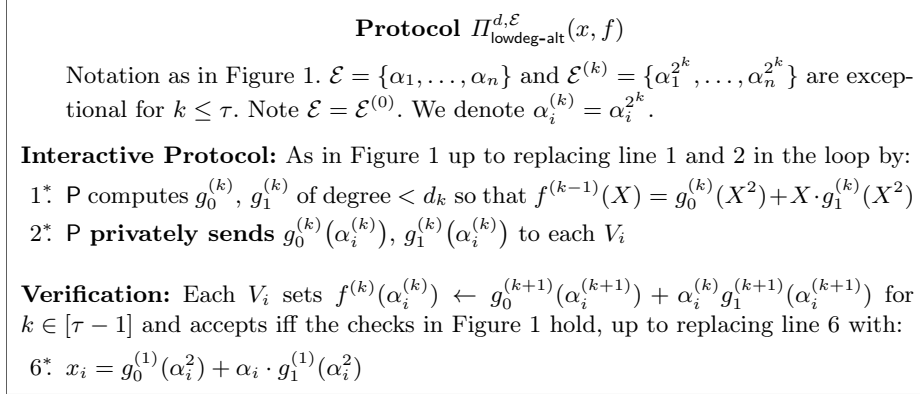 Protocol Π^{d,ℰ}_{lowdeg-alt}(x, f)
Notation as in Figure 1. ℰ = {α_1, …, α_n} and ℰ^{(k)} = {α_1^{2^k}, …, α_n^{2^k}} are excep-
tional for k ≤ τ. Note ℰ = ℰ^{(0)}. We denote α_i^{(k)} = α_i^{2^k}.
Interactive Protocol: As in Figure 1 up to replacing line 1 and 2 in the loop by:
1*. P computes g_0^{(k)}, g_1^{(k)} of degree < d_k so that f^{(k−1)}(X) = g_0^{(k)}(X^2)+X·g_1^{(k)}(X^2)
2*. P privately sends g_0^{(k)}(α_i^{(k)}), g_1^{(k)}(α_i^{(k)}) to each V_i
Verification: Each V_i sets f^{(k)}(α_i^{(k)}) ← g_0^{(k+1)}(α_i^{(k+1)}) + α_i^{(k)}g_1^{(k+1)}(α_i^{(k+1)}) for
k ∈ [τ − 1] and accepts iff the checks in Figure 1 hold, up to replacing line 6 with:
6*. x_i = g_0^{(1)}(α_i^2) + α_i · g_1^{(1)}(α_i^2)